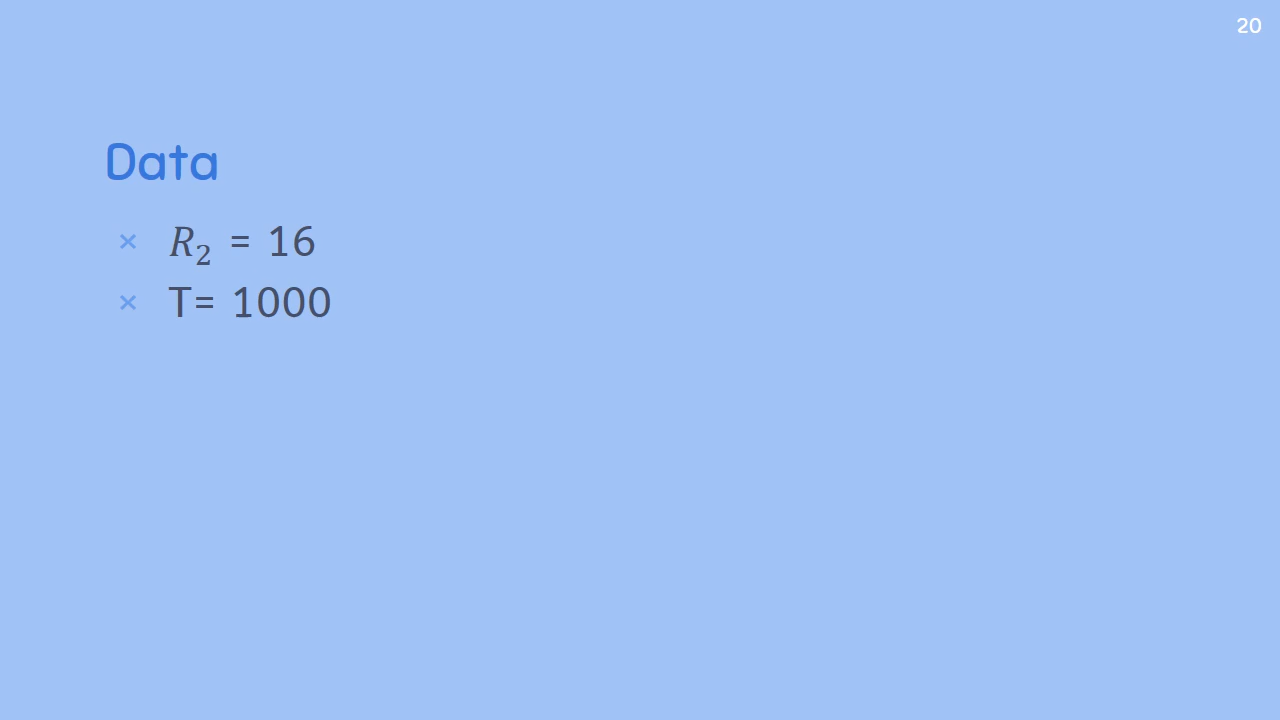 20
Data
× R₂ = 16
× T= 1000